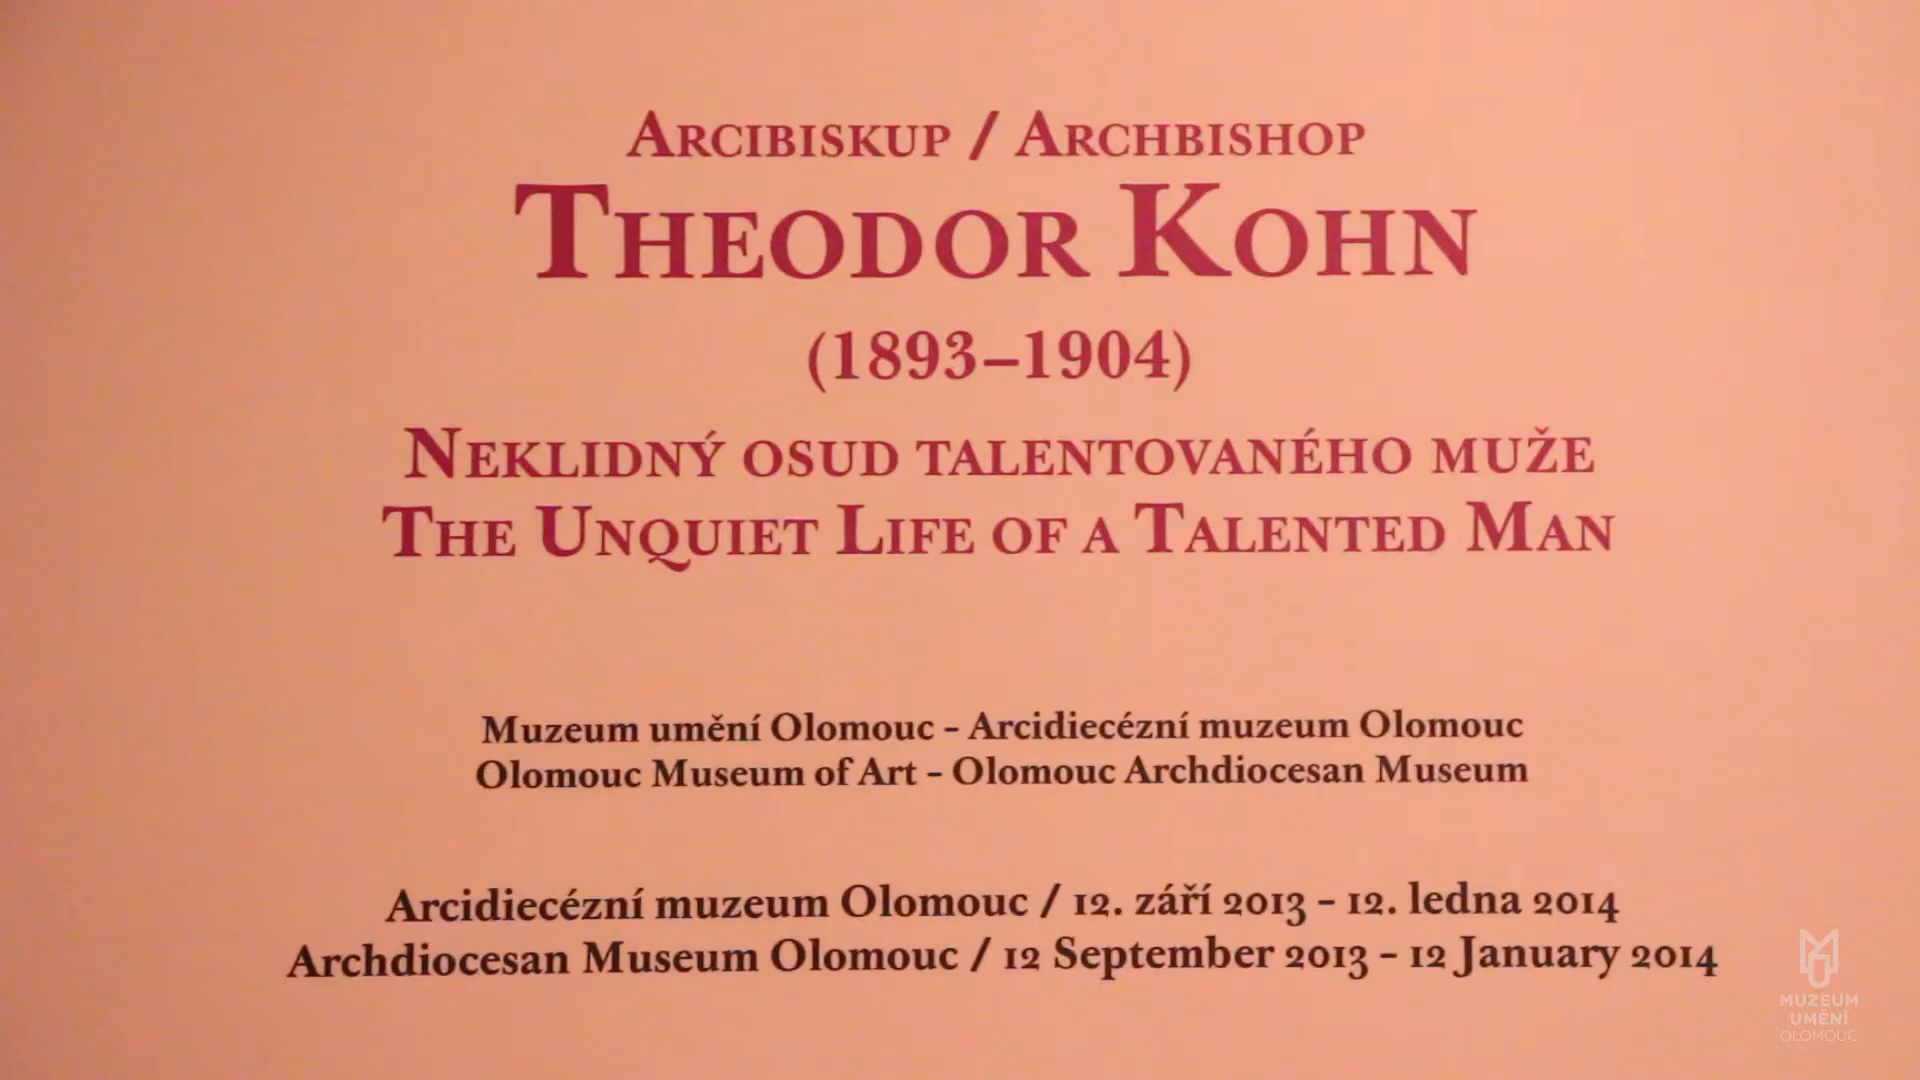 Arcibiskup / Archbishop
Theodor Kohn
(1893–1904)
Neklidný osud talentovaného muže
The Unquiet Life of a Talented Man
Muzeum umění Olomouc – Arcidiecézní muzeum Olomouc
Olomouc Museum of Art – Olomouc Archdiocesan Museum
Arcidiecézní muzeum Olomouc / 12. září 2013 – 12. ledna 2014
Archdiocesan Museum Olomouc / 12 September 2013 – 12 January 2014
MUZEUM
UMĚNÍ
OLOMOUC